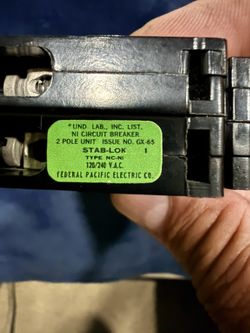 UND LAB., INC. LIST.
NI CIRCUIT BREAKER
2 POLE UNIT ISSUE NO. GX-65
STAB-LOK 1
TYPE NC-NI
120/240 V.A.C.
FEDERAL PACIFIC ELECTRIC CO.